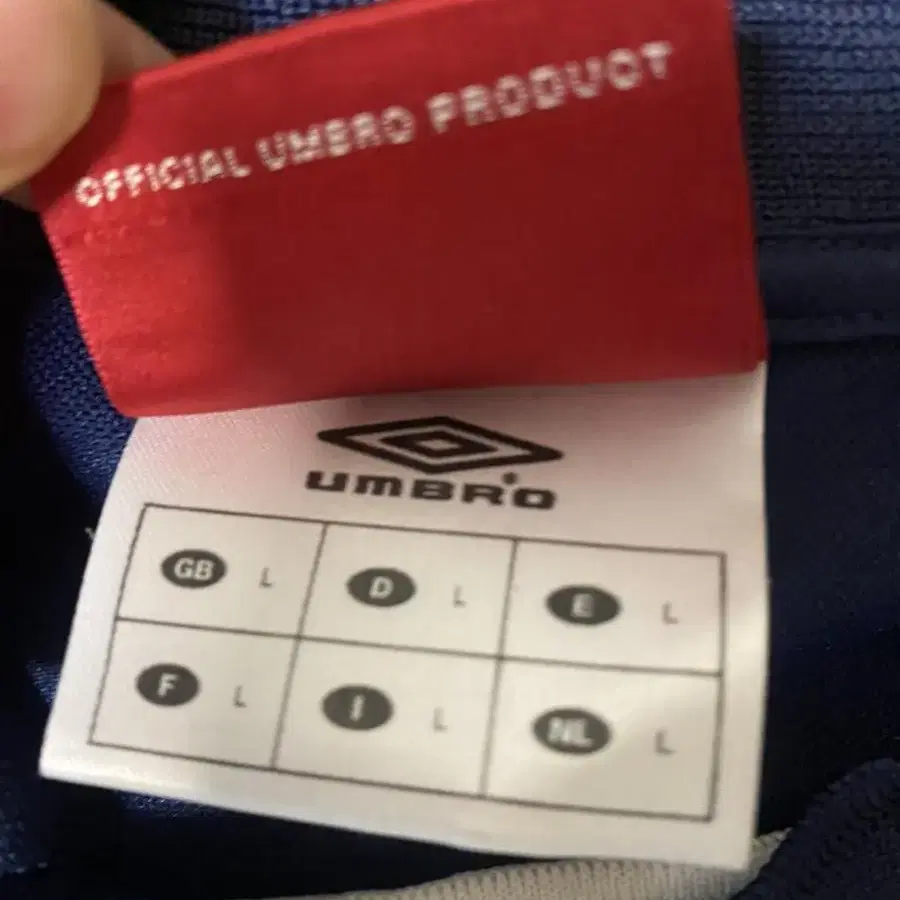 OFFICIAL UMBRO PRODUCT
umbro
GB L D L E L
F L I L NL L